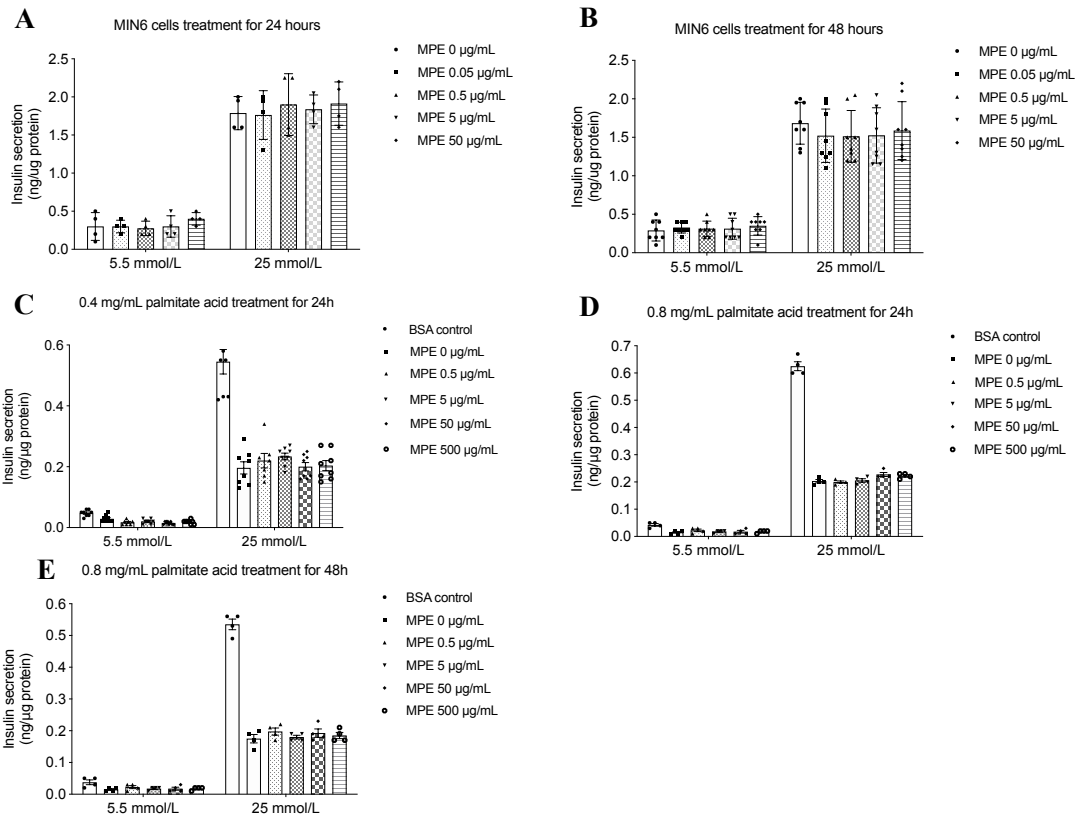 A
MIN6 cells treatment for 24 hours
Insulin secretion
(ng/ug protein)
2.5
2.0
1.5
1.0
0.5
0.0
5.5 mmol/L
25 mmol/L
MPE 0 µg/mL
MPE 0.05 µg/mL
MPE 0.5 µg/mL
MPE 5 µg/mL
MPE 50 µg/mL
B
MIN6 cells treatment for 48 hours
Insulin secretion
(ng/ug protein)
2.5
2.0
1.5
1.0
0.5
0.0
5.5 mmol/L
25 mmol/L
MPE 0 µg/mL
MPE 0.05 µg/mL
MPE 0.5 µg/mL
MPE 5 µg/mL
MPE 50 µg/mL
C
0.4 mg/mL palmitate acid treatment for 24h
Insulin secretion
(ng/µg protein)
0.6
0.4
0.2
0.0
5.5 mmol/L
25 mmol/L
BSA control
MPE 0 µg/mL
MPE 0.5 µg/mL
MPE 5 µg/mL
MPE 50 µg/mL
MPE 500 µg/mL
D
0.8 mg/mL palmitate acid treatment for 24h
Insulin secretion
(ng/µg protein)
0.7
0.6
0.5
0.4
0.3
0.2
0.1
0.0
5.5 mmol/L
25 mmol/L
BSA control
MPE 0 µg/mL
MPE 0.5 µg/mL
MPE 5 µg/mL
MPE 50 µg/mL
MPE 500 µg/mL
E
0.8 mg/mL palmitate acid treatment for 48h
Insulin secretion
(ng/µg protein)
0.6
0.5
0.4
0.3
0.2
0.1
0.0
5.5 mmol/L
25 mmol/L
BSA control
MPE 0 µg/mL
MPE 0.5 µg/mL
MPE 5 µg/mL
MPE 50 µg/mL
MPE 500 µg/mL